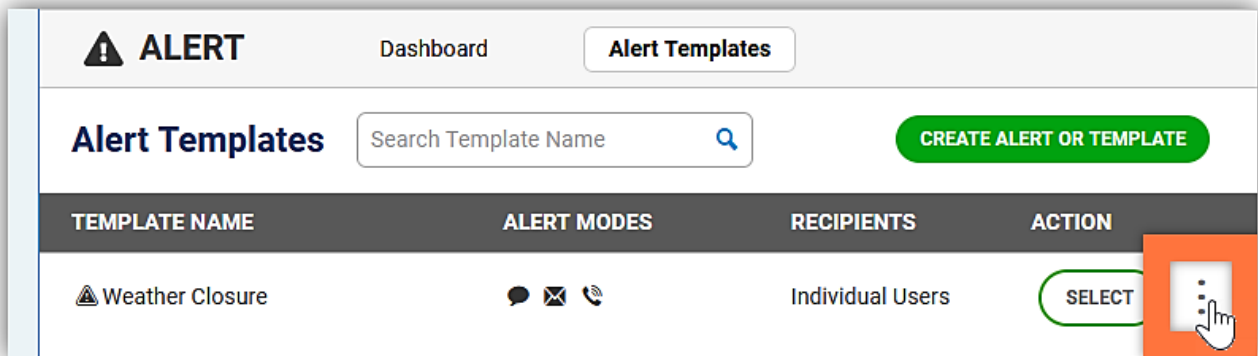 ALERT Dashboard Alert Templates
Alert Templates Search Template Name CREATE ALERT OR TEMPLATE
TEMPLATE NAME ALERT MODES RECIPIENTS ACTION
Weather Closure Individual Users SELECT